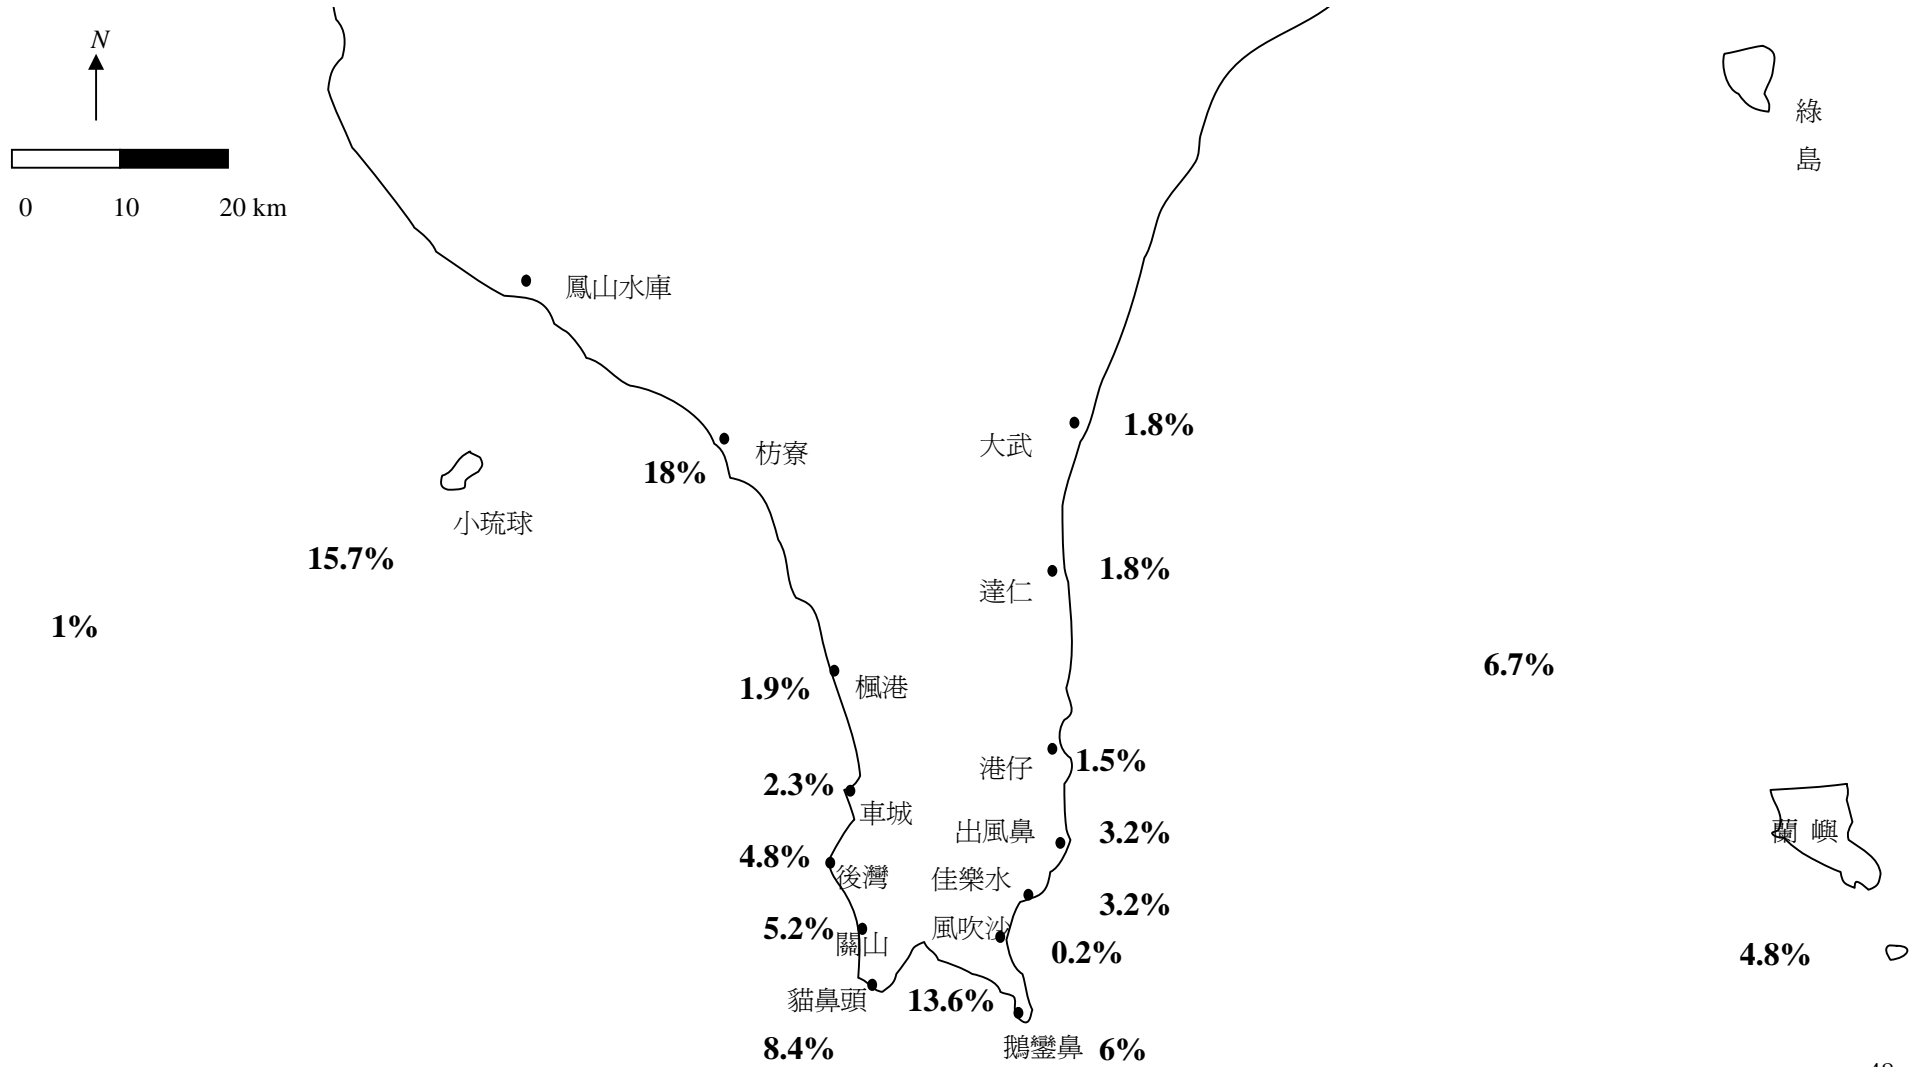 N
綠
島
0 10 20 km
鳳山水庫
大武
1.8%
枋寮
18%
小琉球
15.7%
達仁
1.8%
1%
6.7%
1.9%
楓港
港仔
1.5%
2.3%
車城
出風鼻
3.2%
蘭 嶼
4.8%
後灣
佳樂水
3.2%
5.2%
關山
風吹沙
0.2%
4.8%
貓鼻頭
13.6%
8.4%
鵝鑾鼻
6%